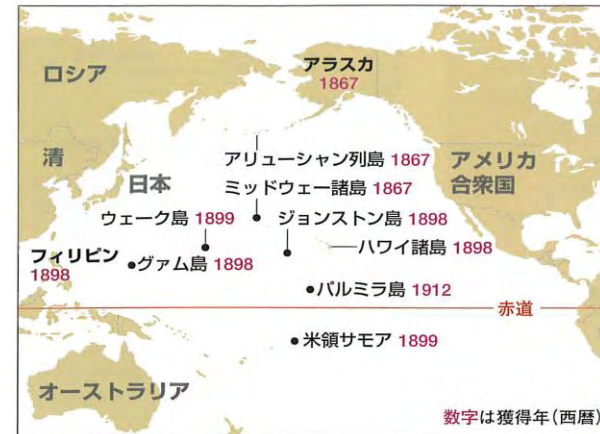 アラスカ
1867
ロシア
清
日本
アリューシャン列島 1867
ミッドウェー諸島 1867
アメリカ
合衆国
ウェーク島 1899
ジョンストン島 1898
ハワイ諸島 1898
フィリピン
1898
グァム島 1898
パルミラ島 1912
赤道
米領サモア 1899
オーストラリア
数字は獲得年(西暦)